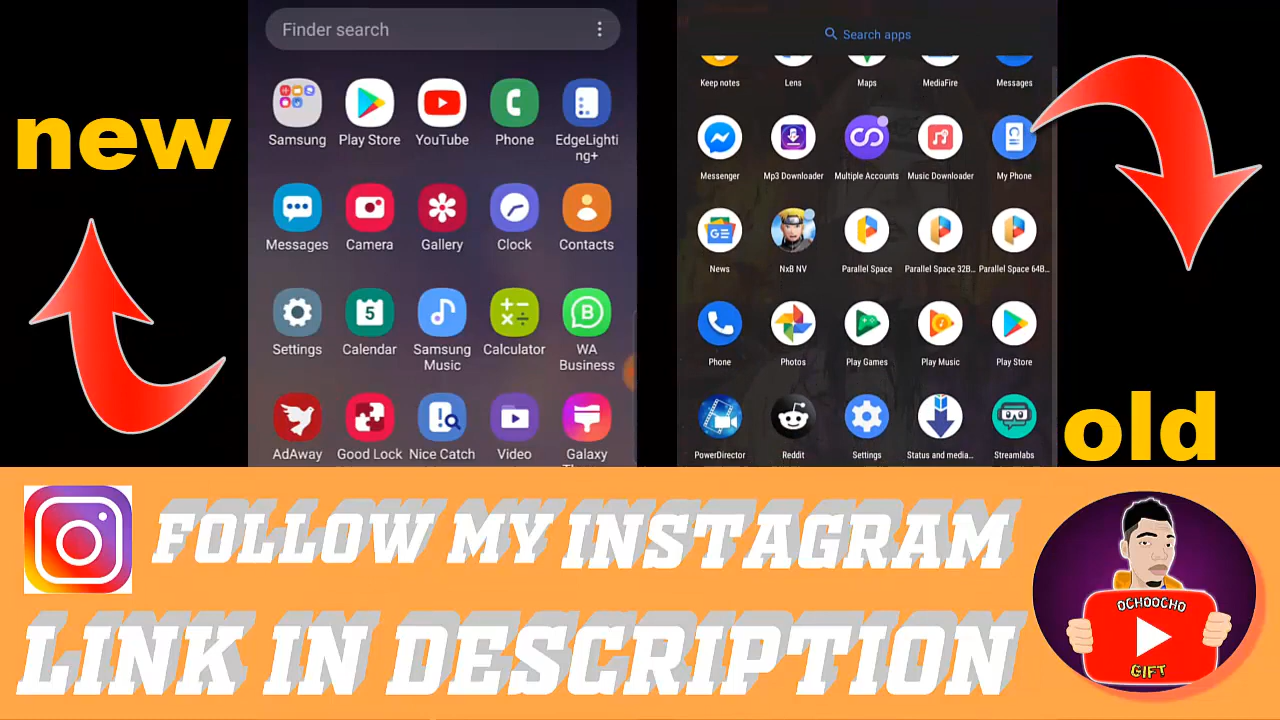 new
Finder search
Samsung Play Store YouTube Phone EdgeLighti
ng+
Messages Camera Gallery Clock Contacts
5
B
Settings Calendar Samsung Calculator WA
Music Business
AdAway Good Lock Nice Catch Video Galaxy
Search apps
Keep notes Lens Maps MediaFire Messages
Messenger Mp3 Downloader Multiple Accounts Music Downloader My Phone
GE
News NxB NV Parallel Space Parallel Space 32B... Parallel Space 64B...
Phone Photos Play Games Play Music Play Store
PowerDirector Reddit Settings Status and media... Streamlabs
old
FOLLOW MY INSTAGRAM
LINK IN DESCRIPTION
OCHOOCHO
GIFT